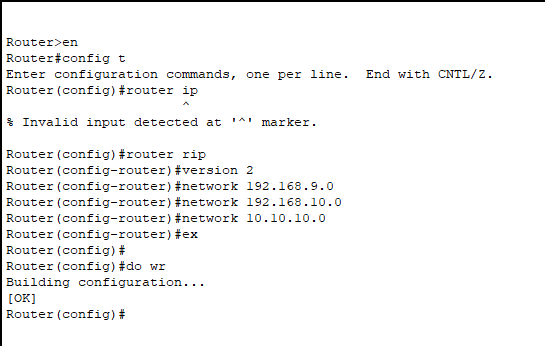 Router>en
Router#config t
Enter configuration commands, one per line.  End with CNTL/Z.
Router(config)#router ip
                      ^
% Invalid input detected at '^' marker.

Router(config)#router rip
Router(config-router)#version 2
Router(config-router)#network 192.168.9.0
Router(config-router)#network 192.168.10.0
Router(config-router)#network 10.10.10.0
Router(config-router)#ex
Router(config)#
Router(config)#do wr
Building configuration...
[OK]
Router(config)#